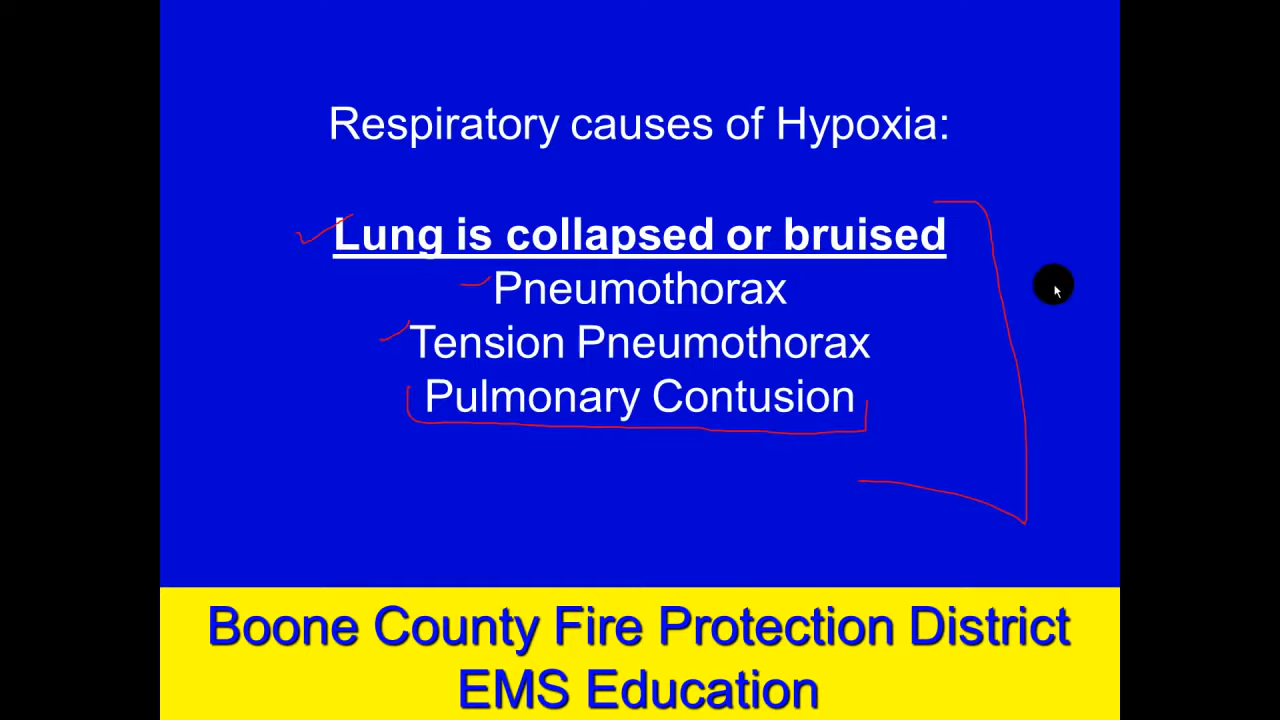 Respiratory causes of Hypoxia:
Lung is collapsed or bruised
Pneumothorax
Tension Pneumothorax
Pulmonary Contusion
Boone County Fire Protection District
EMS Education